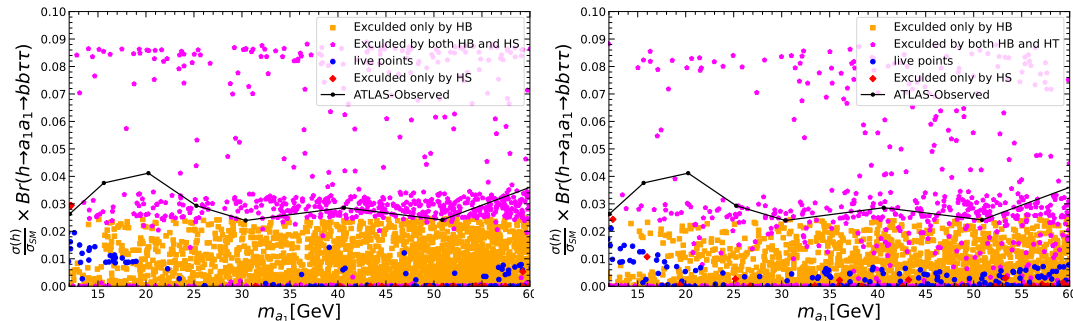 0.10
0.09
0.08
0.07
0.06
0.05
0.04
0.03
0.02
0.01
0.00
σ(h)/σSM × Br(h→a₁a₁→bbττ)
Exculded only by HB
Exculded by both HB and HS
live points
Exculded only by HS
ATLAS-Observed
15 20 25 30 35 40 45 50 55 60
mₐ₁[GeV]
0.10
0.09
0.08
0.07
0.06
0.05
0.04
0.03
0.02
0.01
0.00
σ(h)/σSM × Br(h→a₁a₁→bbττ)
Exculded only by HB
Exculded by both HB and HT
live points
Exculded only by HS
ATLAS-Observed
15 20 25 30 35 40 45 50 55 60
mₐ₁[GeV]